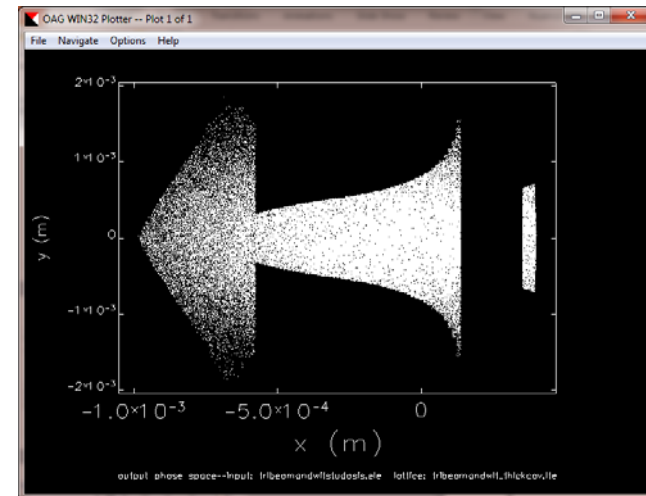 OAG WIN32 Plotter -- Plot 1 of 1
File Navigate Options Help
2×10⁻³
1×10⁻³
0
−1×10⁻³
−2×10⁻³
y (m)
−1.0×10⁻³ −5.0×10⁻⁴ 0
x (m)
output phase space--input: lattice: